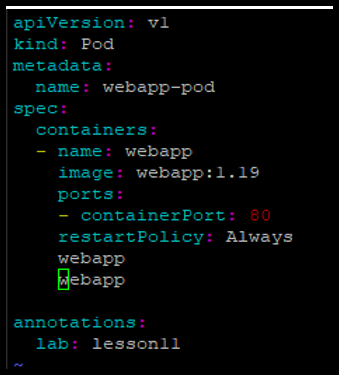 apiVersion: v1
kind: Pod
metadata:
  name: webapp-pod
spec:
  containers:
  - name: webapp
    image: webapp:1.19
    ports:
    - containerPort: 80
    restartPolicy: Always
    webapp
    webapp

annotations:
  lab: lesson11
~